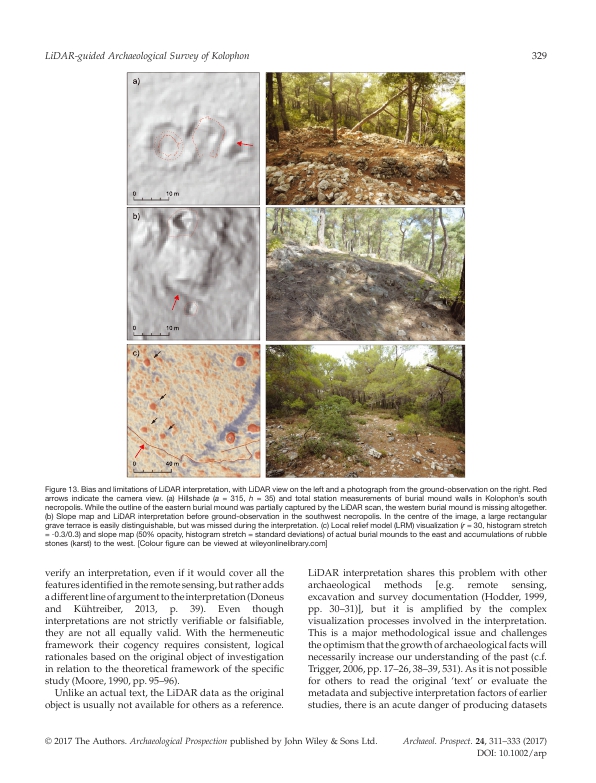 LiDAR-guided Archaeological Survey of Kolophon 329
a)
0 10 m
b)
0 10 m
c)
0 40 m
Figure 13. Bias and limitations of LiDAR interpretation, with LiDAR view on the left and a photograph from the ground-observation on the right. Red
arrows indicate the camera view. (a) Hillshade (a = 315, h = 35) and total station measurements of burial mound walls in Kolophon's south
necropolis. While the outline of the eastern burial mound was partially captured by the LiDAR scan, the western burial mound is missing altogether.
(b) Slope map and LiDAR interpretation before ground-observation in the southwest necropolis. In the centre of the image, a large rectangular
grave terrace is easily distinguishable, but was missed during the interpretation. (c) Local relief model (LRM) visualization (r = 30, histogram stretch
= -0.3/0.3) and slope map (50% opacity, histogram stretch = standard deviations) of actual burial mounds to the east and accumulations of rubble
stones (karst) to the west. [Colour figure can be viewed at wileyonlinelibrary.com]
verify an interpretation, even if it would cover all the
features identified in the remote sensing, but rather adds
a different line of argument to the interpretation (Doneus
and Kühtreiber, 2013, p. 39). Even though
interpretations are not strictly verifiable or falsifiable,
they are not all equally valid. With the hermeneutic
framework their cogency requires consistent, logical
rationales based on the original object of investigation
in relation to the theoretical framework of the specific
study (Moore, 1990, pp. 95–96).
Unlike an actual text, the LiDAR data as the original
object is usually not available for others as a reference.
LiDAR interpretation shares this problem with other
archaeological methods [e.g. remote sensing,
excavation and survey documentation (Hodder, 1999,
pp. 30–31)], but it is amplified by the complex
visualization processes involved in the interpretation.
This is a major methodological issue and challenges
the optimism that the growth of archaeological facts will
necessarily increase our understanding of the past (c.f.
Trigger, 2006, pp. 17–26, 38–39, 531). As it is not possible
for others to read the original 'text' or evaluate the
metadata and subjective interpretation factors of earlier
studies, there is an acute danger of producing datasets
© 2017 The Authors. Archaeological Prospection published by John Wiley & Sons Ltd. Archaeol. Prospect. 24, 311–333 (2017)
DOI: 10.1002/arp